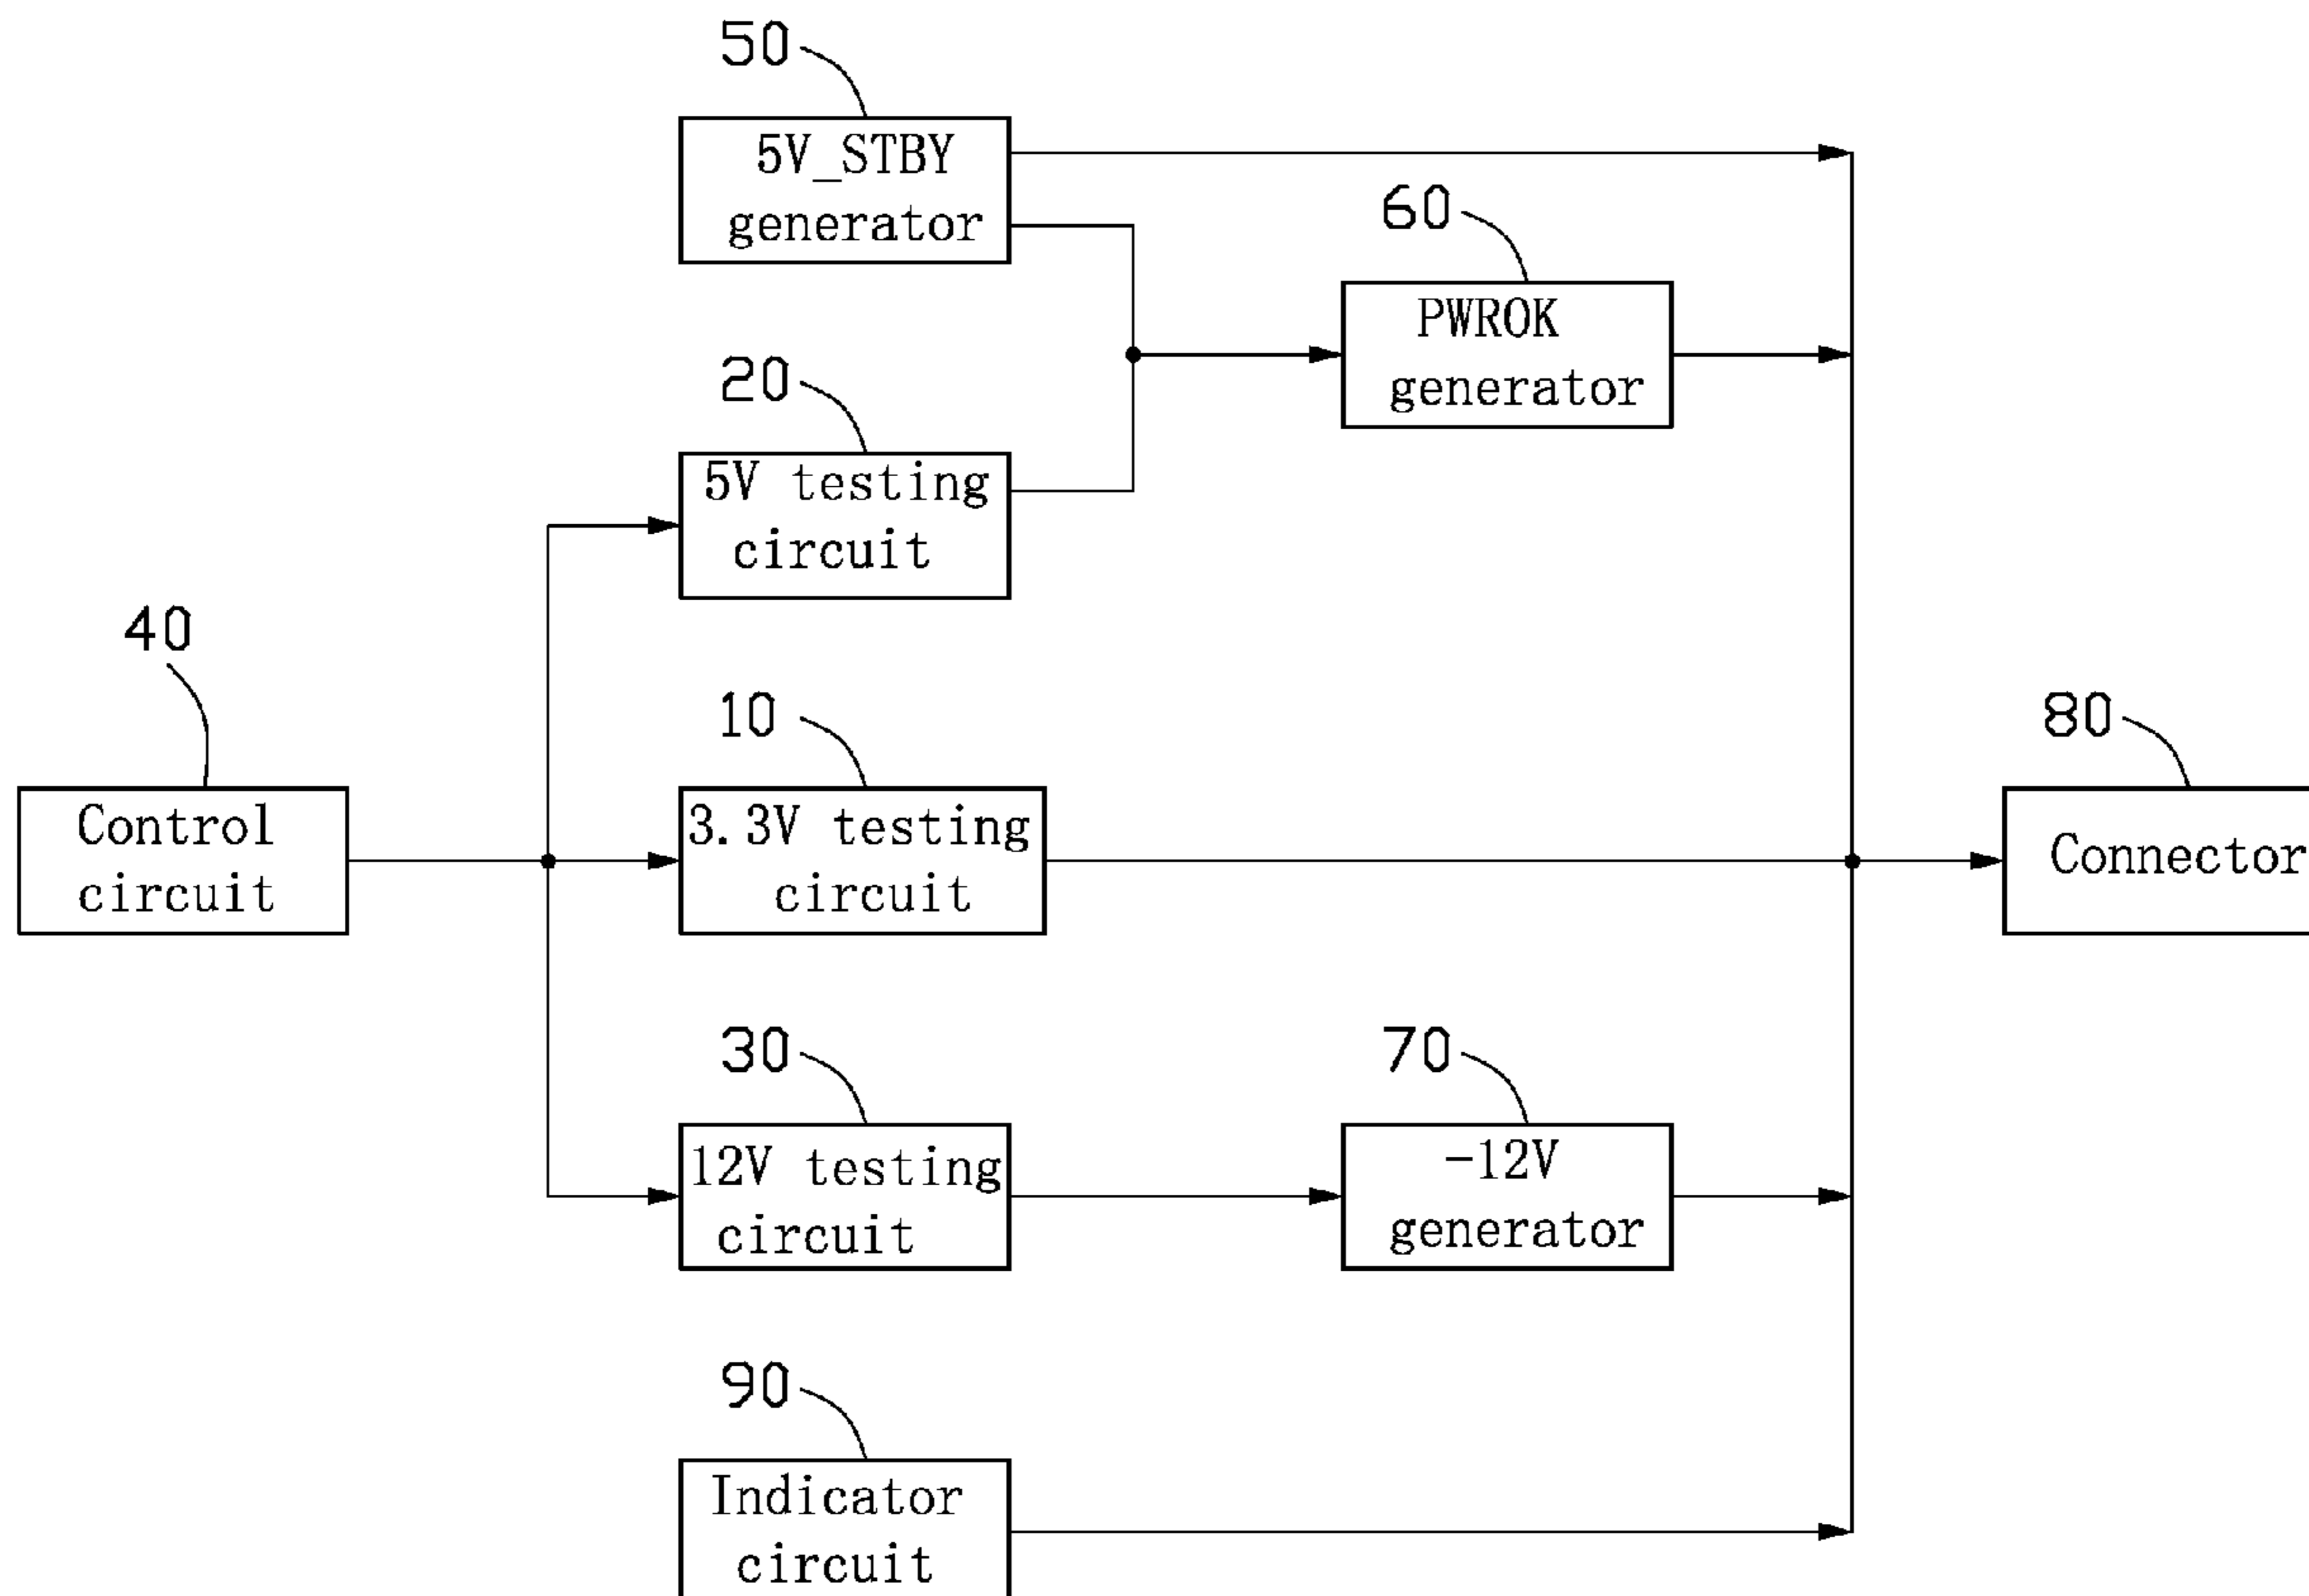 50
5V_STBY
generator
60
PWROK
generator
20
5V testing
circuit
40
Control
circuit
10
3.3V testing
circuit
80
Connector
30
12V testing
circuit
70
-12V
generator
90
Indicator
circuit